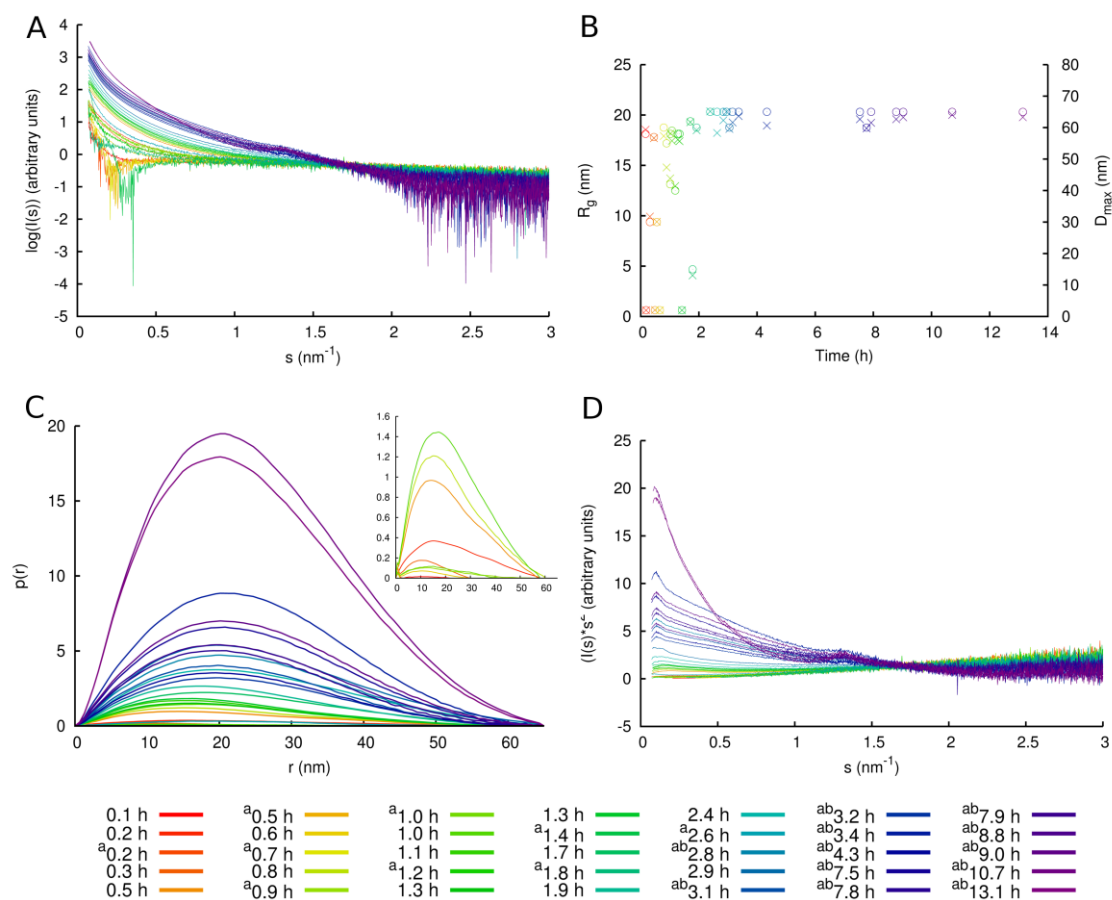 A
4
3
2
1
0
-1
-2
-3
-4
-5
log(I(s)) (arbitrary units)
0 0.5 1 1.5 2 2.5 3
s (nm-1)
B
25
20
15
10
5
0
Rg (nm)
80
70
60
50
40
30
20
10
0
Dmax (nm)
0 2 4 6 8 10 12 14
Time (h)
C
20
15
10
5
0
p(r)
0 10 20 30 40 50 60
r (nm)
1.6
1.4
1.2
1
0.8
0.6
0.4
0.2
0
0 10 20 30 40 50 60
D
25
20
15
10
5
0
-5
(I(s)*s2 (arbitrary units)
0 0.5 1 1.5 2 2.5 3
s (nm-1)
0.1 h a0.5 h a1.0 h 1.3 h 2.4 h ab3.2 h ab7.9 h
0.2 h 0.6 h 1.0 h a1.4 h a2.6 h ab3.4 h ab8.8 h
a0.2 h a0.7 h 1.1 h 1.7 h ab2.8 h ab4.3 h ab9.0 h
0.3 h 0.8 h a1.2 h a1.8 h 2.9 h ab7.5 h ab10.7 h
0.5 h a0.9 h 1.3 h 1.9 h ab3.1 h ab7.8 h ab13.1 h